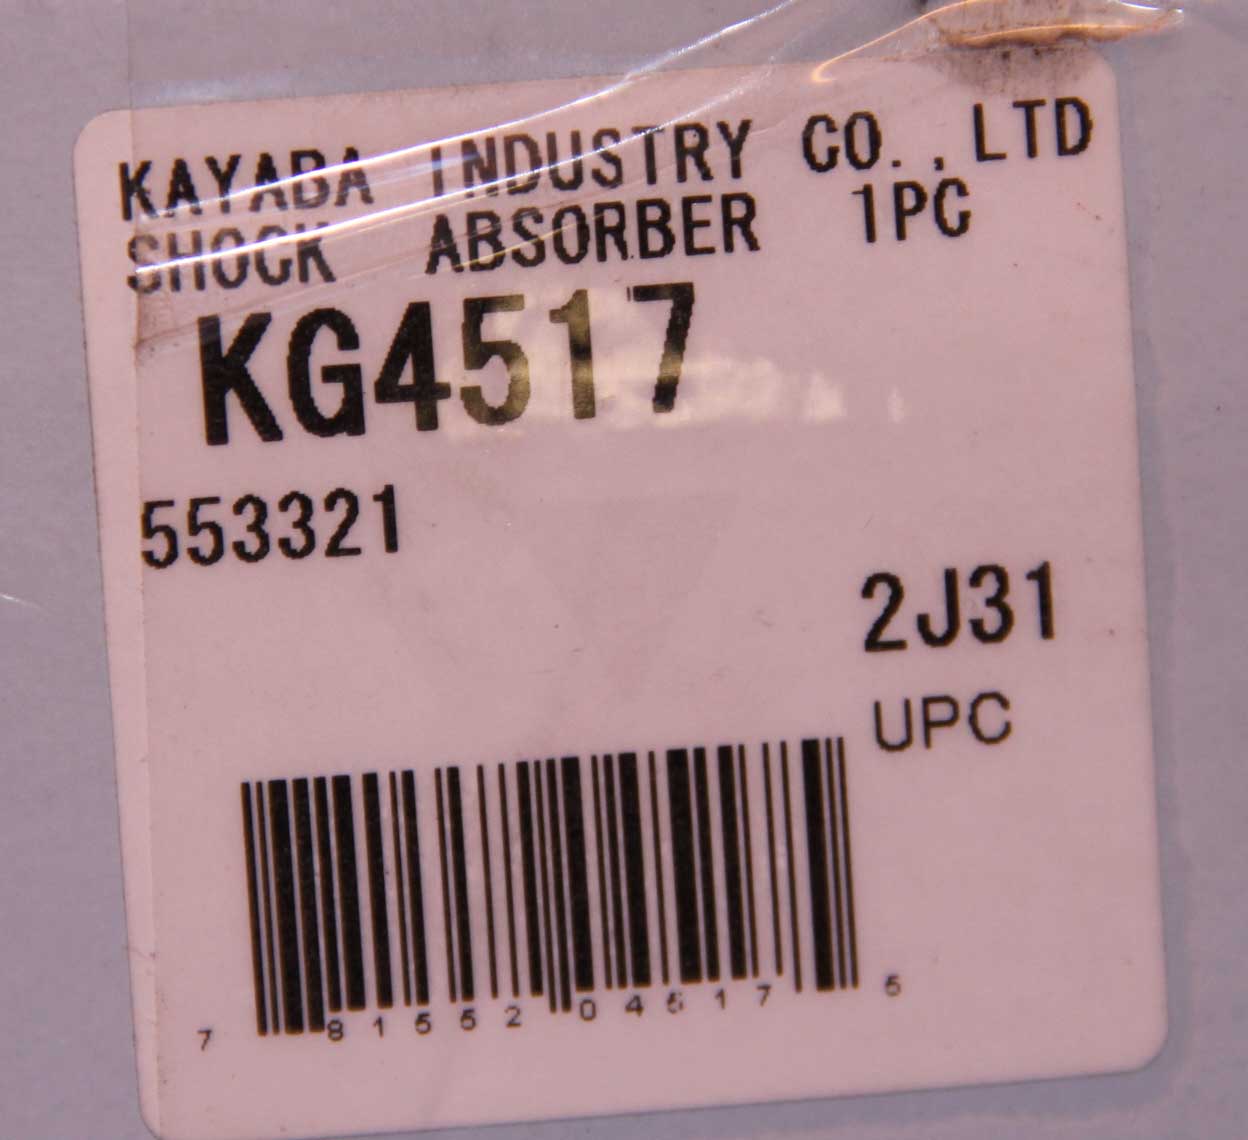 KAYABA INDUSTRY CO.,LTD
SHOCK ABSORBER 1PC
KG4517
553321
2J31
UPC
7 81552 04517 5